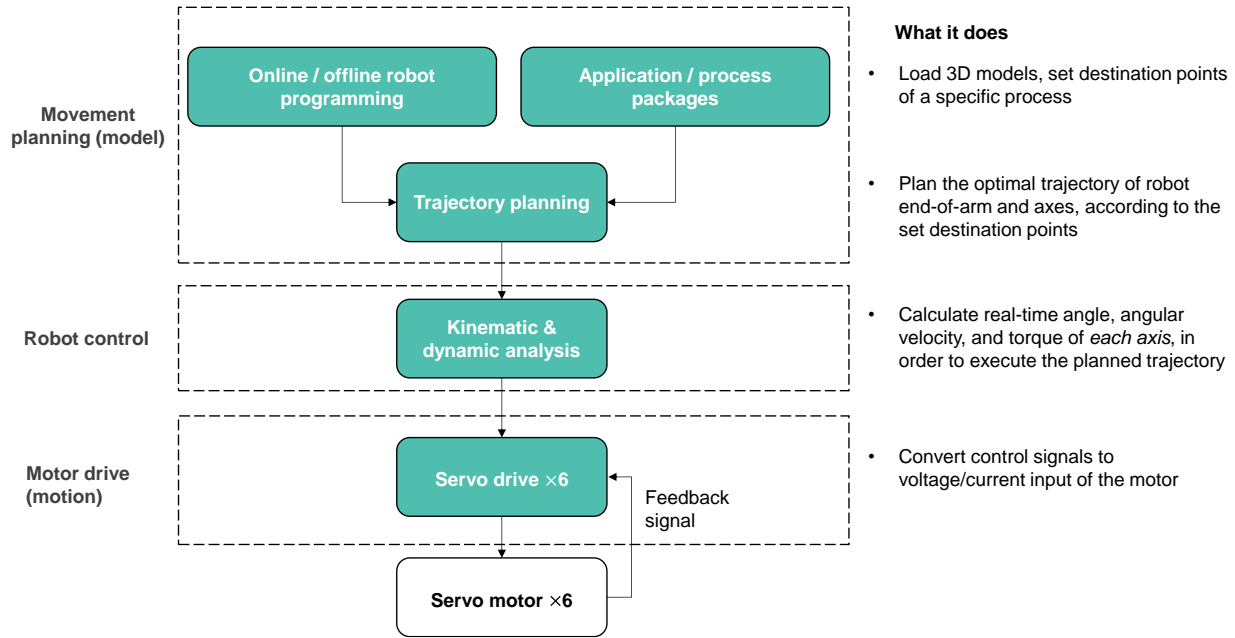 What it does
Online / offline robot
programming
Application / process
packages
• Load 3D models, set destination points
of a specific process
Movement
planning (model)
Trajectory planning
• Plan the optimal trajectory of robot
end-of-arm and axes, according to the
set destination points
Robot control
Kinematic &
dynamic analysis
• Calculate real-time angle, angular
velocity, and torque of each axis, in
order to execute the planned trajectory
Motor drive
(motion)
Servo drive ×6
Feedback
signal
• Convert control signals to
voltage/current input of the motor
Servo motor ×6